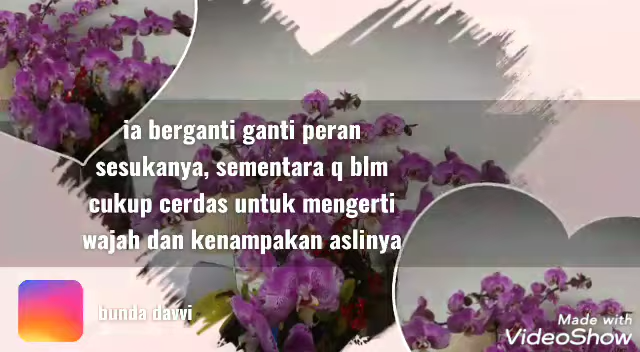 ia berganti ganti peran
sesukanya, sementara q blm
cukup cerdas untuk mengerti
wajah dan kenampakan aslinya
bunda davvi
Made with
VideoShow